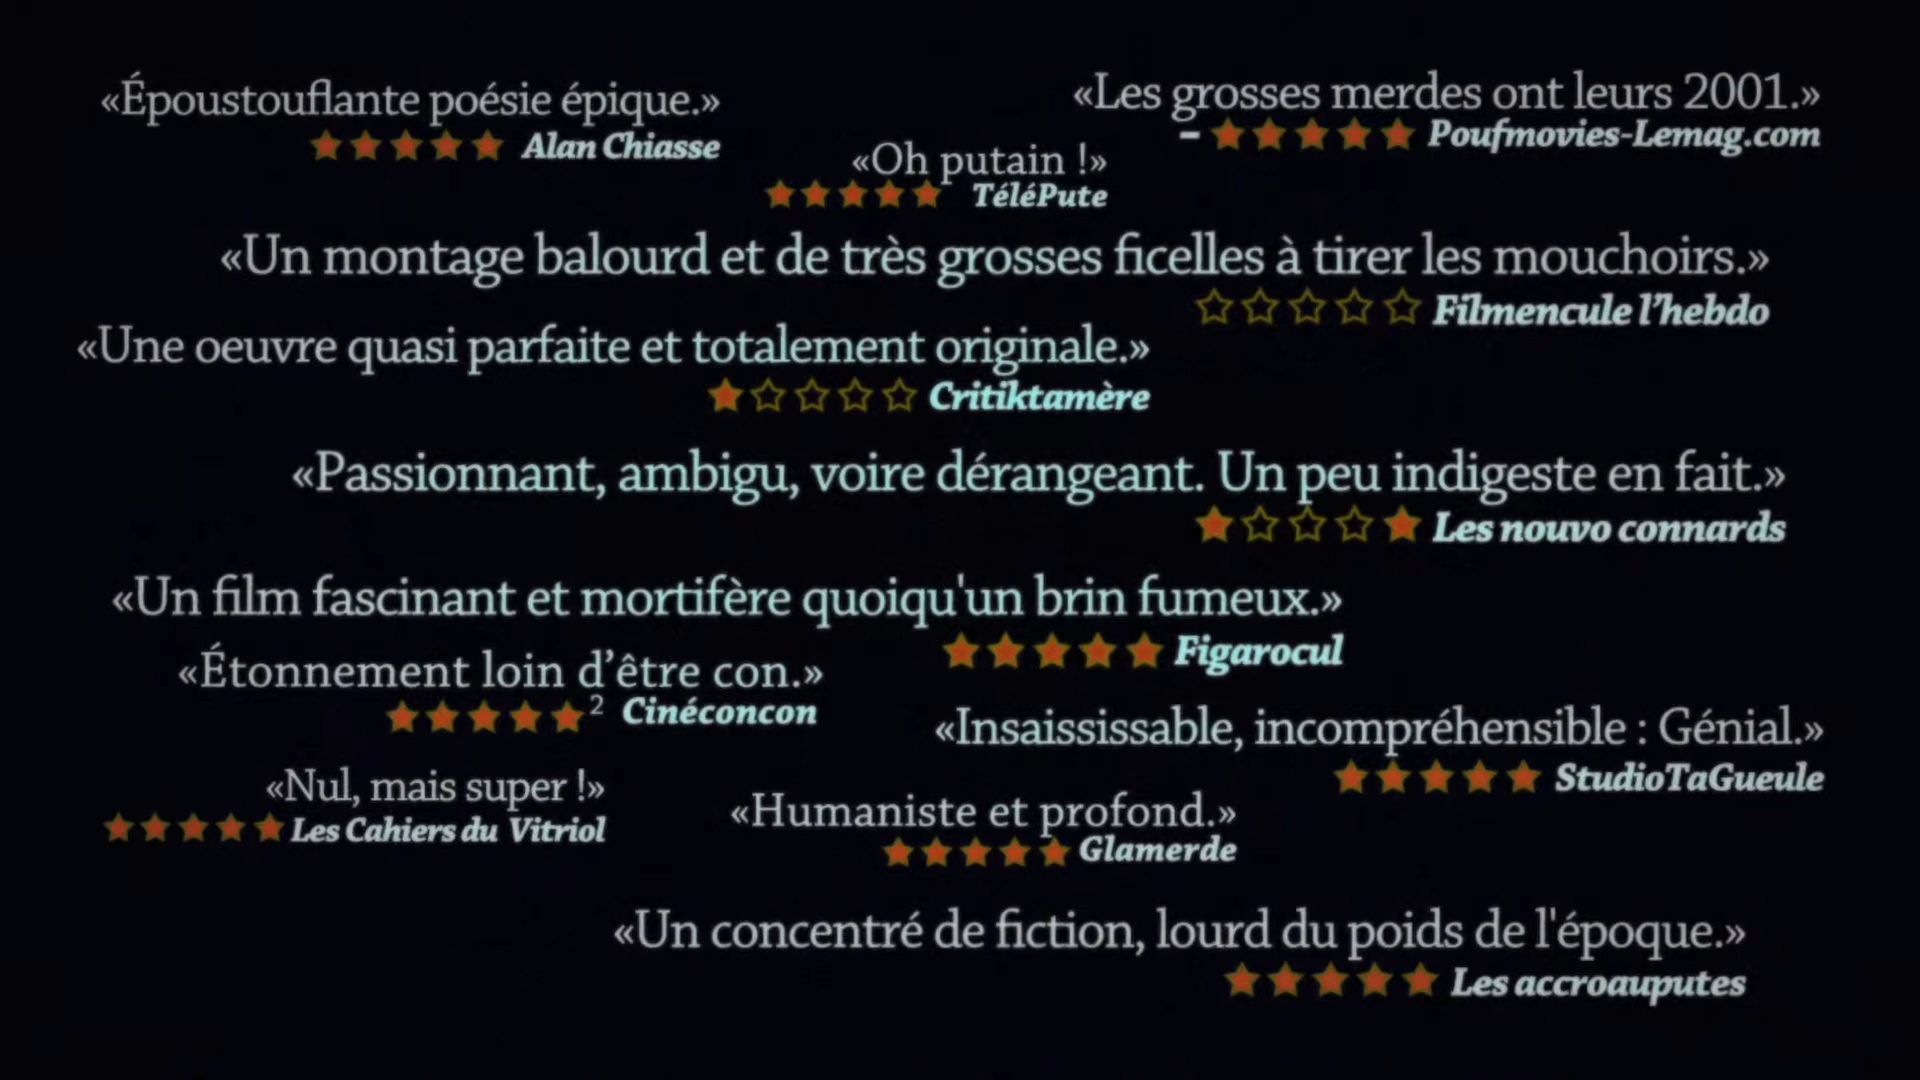 «Époustouflante poésie épique.»
★★★★★ Alan Chiasse
«Les grosses merdes ont leurs 2001.»
- ★★★★★ Poufmovies-Lemag.com
«Oh putain !»
★★★★★ TéléPute
«Un montage balourd et de très grosses ficelles à tirer les mouchoirs.»
☆☆☆☆☆ Filmencule l’hebdo
«Une oeuvre quasi parfaite et totalement originale.»
★☆☆☆☆ Critiktamère
«Passionnant, ambigu, voire dérangeant. Un peu indigeste en fait.»
★☆☆☆★ Les nouvo connards
«Un film fascinant et mortifère quoiqu'un brin fumeux.»
★★★★★ Figarocul
«Étonnement loin d’être con.»
★★★★★² Cinéconcon
«Insaississable, incompréhensible : Génial.»
★★★★★ StudioTaGueule
«Nul, mais super !»
★★★★★ Les Cahiers du Vitriol
«Humaniste et profond.»
★★★★★ Glamerde
«Un concentré de fiction, lourd du poids de l'époque.»
★★★★★ Les accroauputes